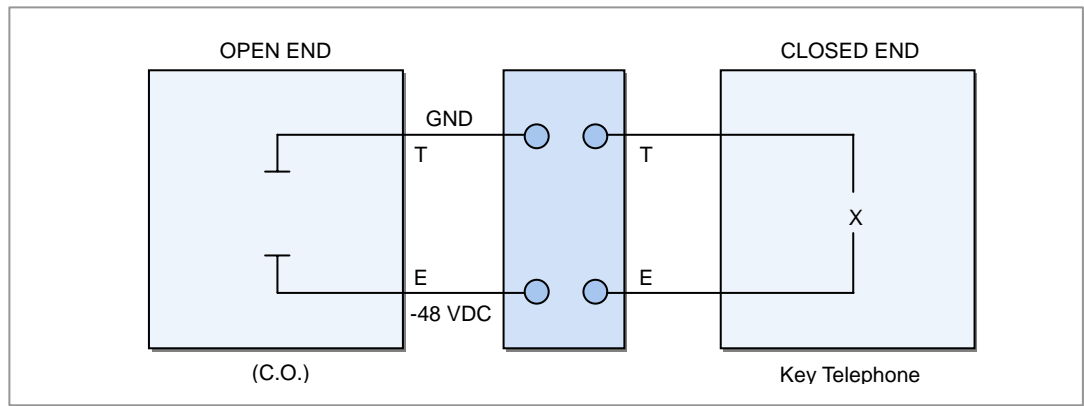 OPEN END
CLOSED END
GND
T
T
X
E
E
-48 VDC
(C.O.)
Key Telephone